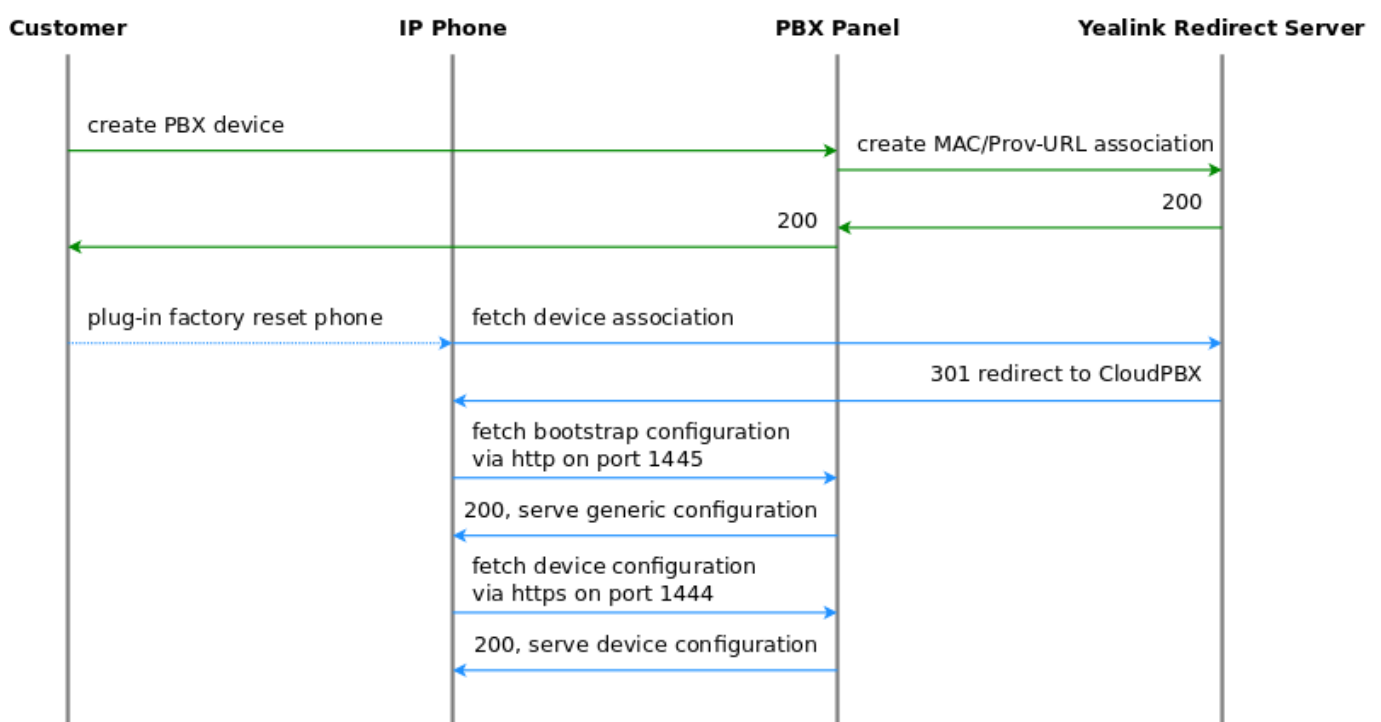 Customer
IP Phone
PBX Panel
Yealink Redirect Server
create PBX device
create MAC/Prov-URL association
200
200
plug-in factory reset phone
fetch device association
301 redirect to CloudPBX
fetch bootstrap configuration
via http on port 1445
200, serve generic configuration
fetch device configuration
via https on port 1444
200, serve device configuration